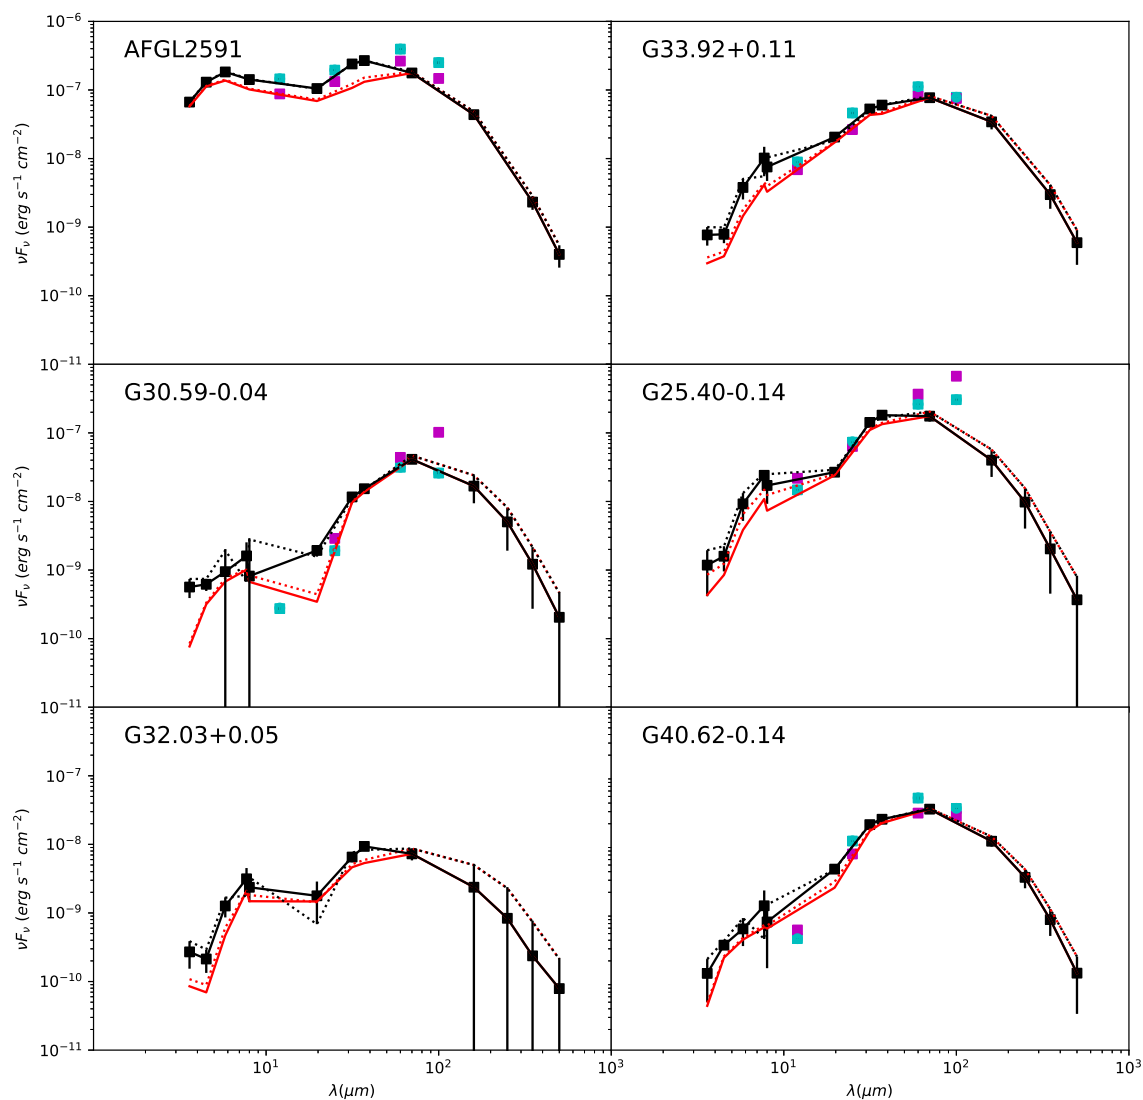 AFGL2591
G33.92+0.11
10⁻⁶
10⁻⁷
10⁻⁸
10⁻⁹
10⁻¹⁰
10⁻¹¹
νFᵥ (erg s⁻¹ cm⁻²)
G30.59-0.04
G25.40-0.14
10⁻⁷
10⁻⁸
10⁻⁹
10⁻¹⁰
10⁻¹¹
νFᵥ (erg s⁻¹ cm⁻²)
G32.03+0.05
G40.62-0.14
10⁻⁷
10⁻⁸
10⁻⁹
10⁻¹⁰
10⁻¹¹
νFᵥ (erg s⁻¹ cm⁻²)
10¹ 10² 10³ 10¹ 10² 10³
λ(μm) λ(μm)